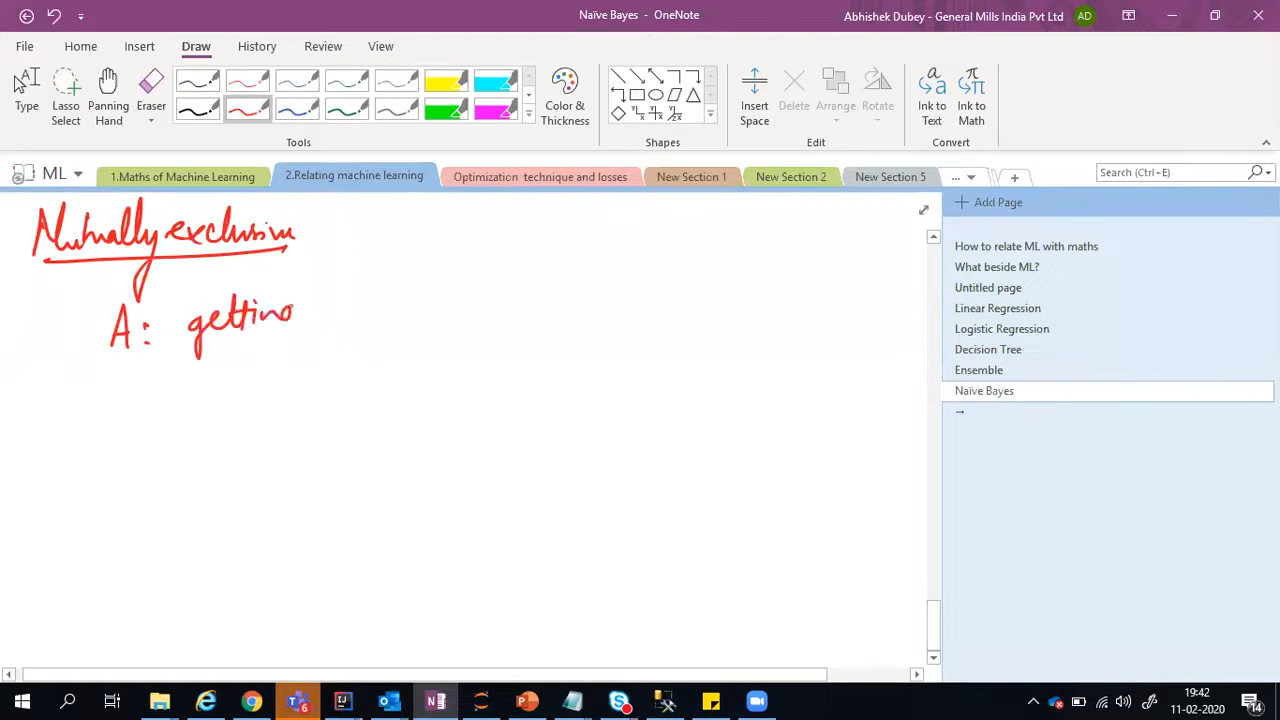 Naïve Bayes - OneNote
Abhishek Dubey - General Mills India Pvt Ltd AD
File Home Insert Draw History Review View
Type Lasso Select Panning Hand Eraser
Color & Thickness
Insert Space Delete Arrange Rotate
Ink to Text Ink to Math
Tools Shapes Edit Convert
ML 1.Maths of Machine Learning 2.Relating machine learning Optimization technique and losses New Section 1 New Section 2 New Section 5 ... Search (Ctrl+E)
Add Page
Mutually exclusive
A: getting
How to relate ML with maths
What beside ML?
Untitled page
Linear Regression
Logistic Regression
Decision Tree
Ensemble
Naïve Bayes
→
19:42
11-02-2020
6
14